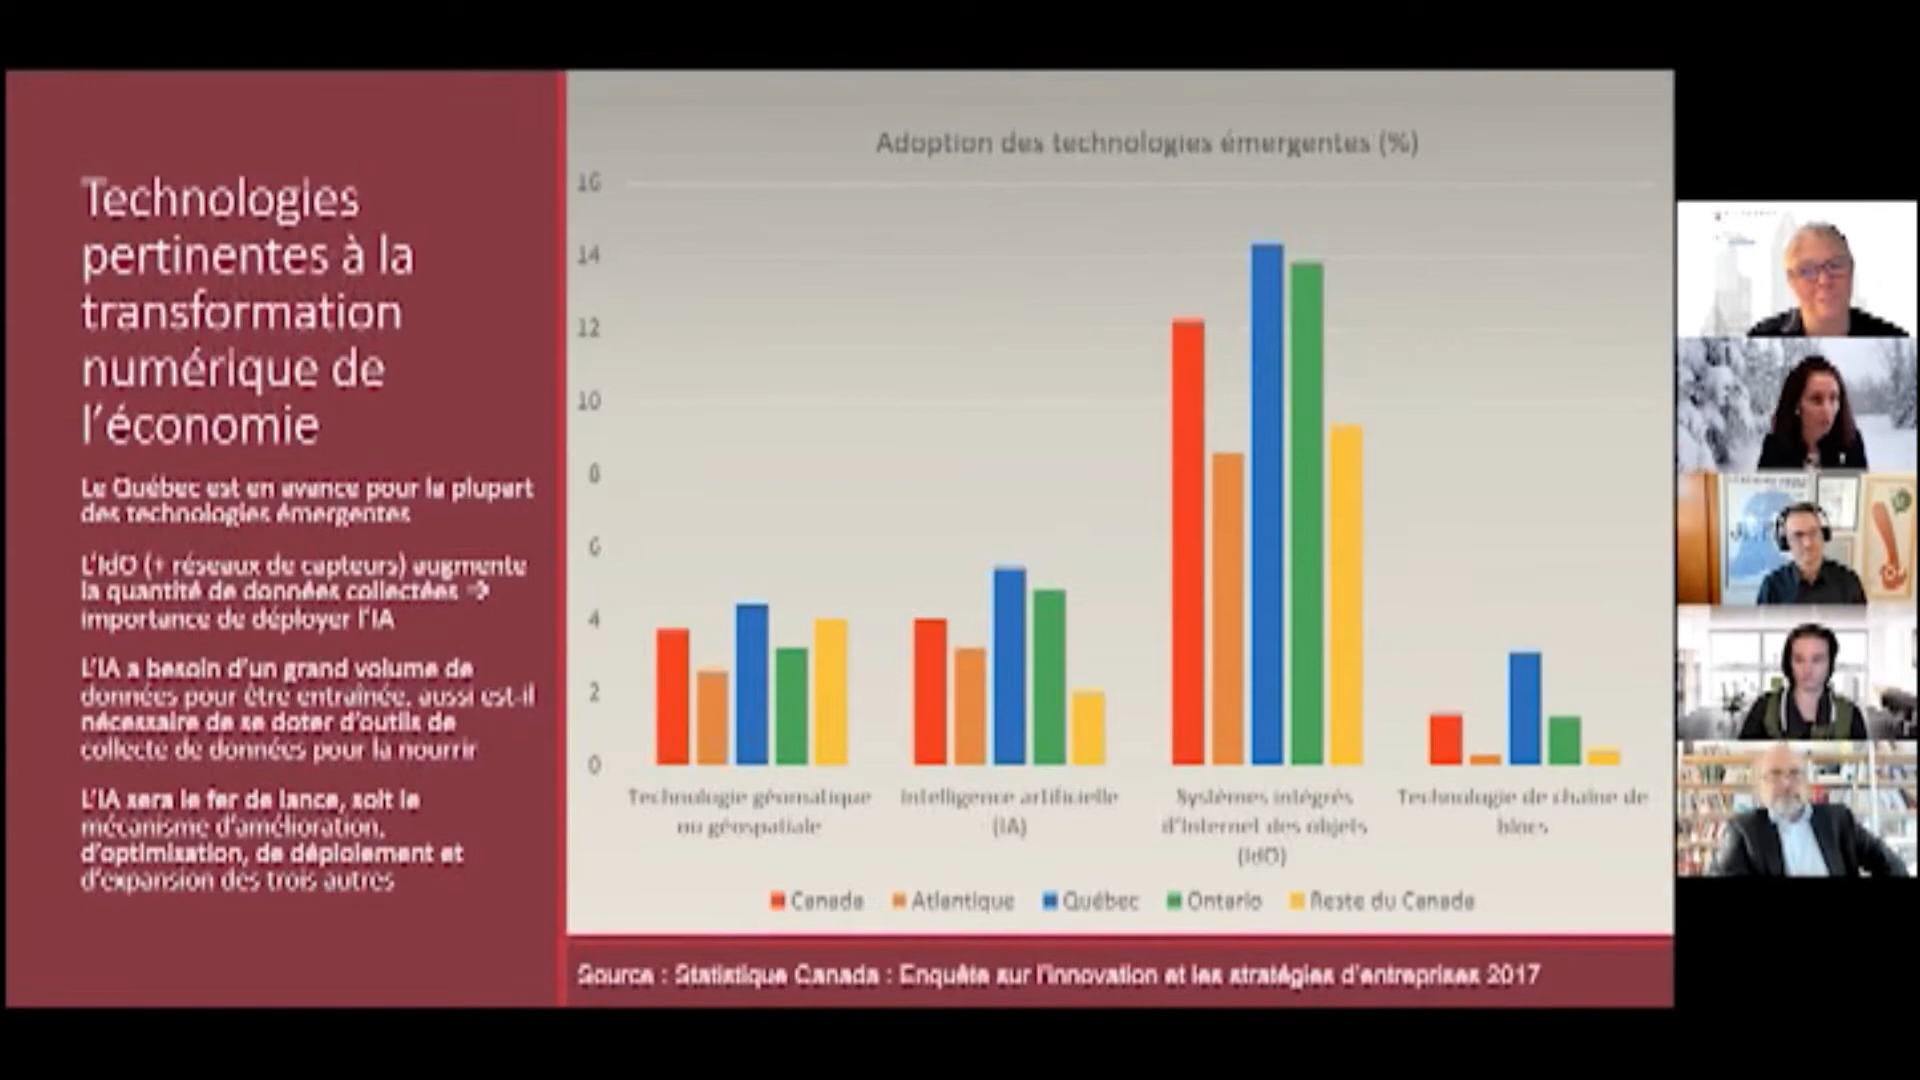 Technologies
pertinentes à la
transformation
numérique de
l'économie
Le Québec est en avance pour la plupart
des technologies émergentes
L'IdO (+ réseaux de capteurs) augmente
la quantité de données collectées →
importance de déployer l'IA
L'IA a besoin d'un grand volume de
données pour être entraînée, aussi est-il
nécessaire de se doter d'outils de
collecte de données pour la nourrir
L'IA sera le fer de lance, soit le
mécanisme d'amélioration,
d'optimisation, de déploiement et
d'expansion des trois autres
Adoption des technologies émergentes (%)
16
14
12
10
8
6
4
2
0
Technologie géomatique
ou géospatiale
Intelligence artificielle
(IA)
Systèmes intégrés
d'Internet des objets
(IdO)
Technologie de chaîne de
blocs
Canada Atlantique Québec Ontario Reste du Canada
Source : Statistique Canada : Enquête sur l'innovation et les stratégies d'entreprises 2017